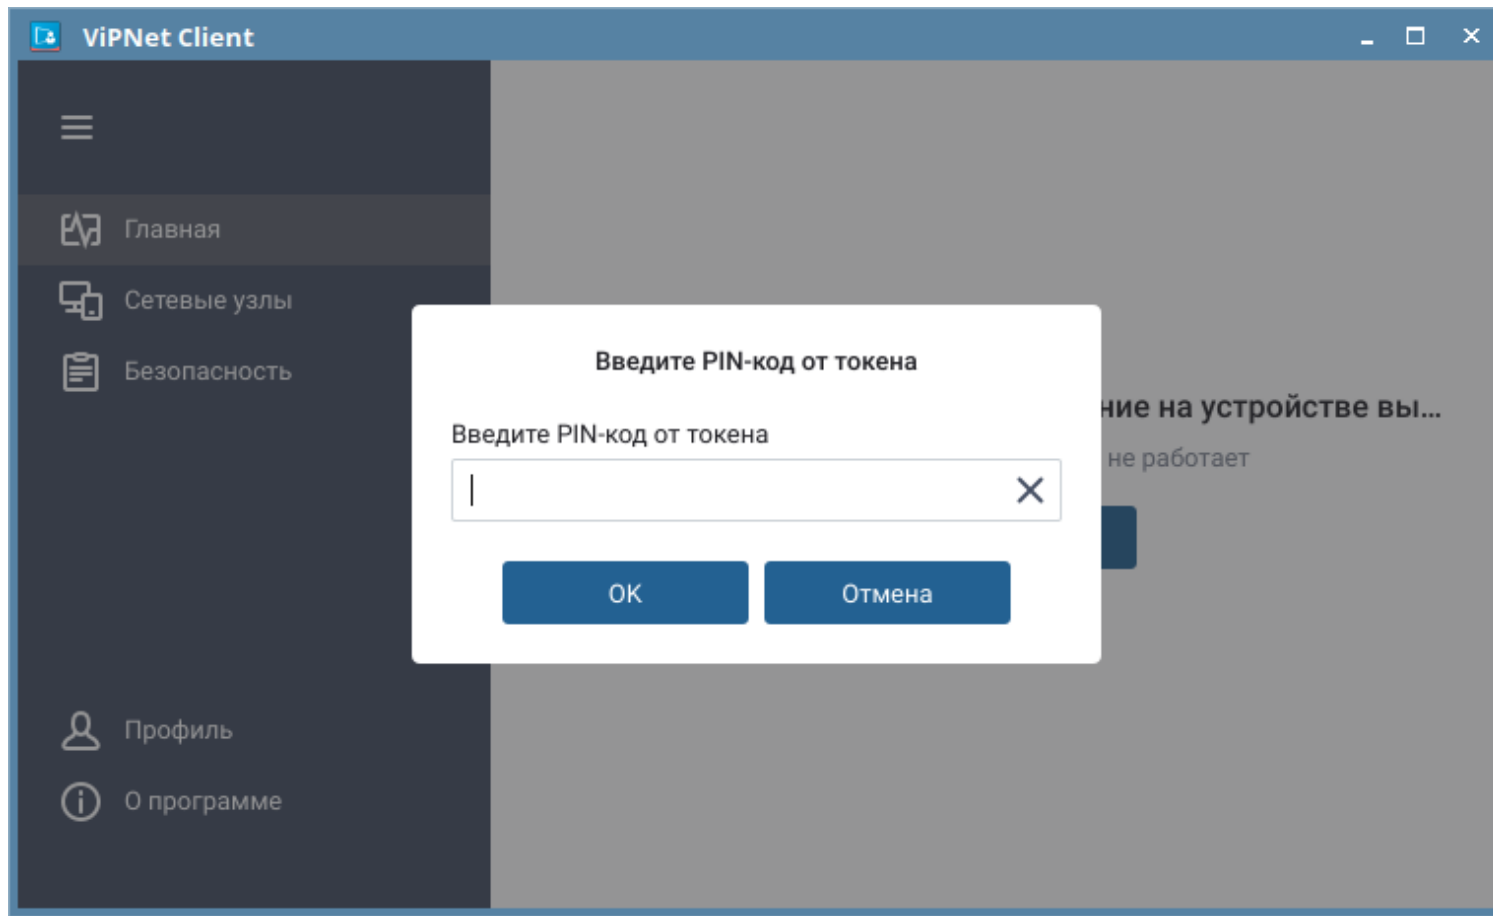 ViPNet Client
Главная
Сетевые узлы
Безопасность
Введите PIN-код от токена
Введите PIN-код от токена
OK
Отмена
ние на устройстве вы...
не работает
Профиль
О программе